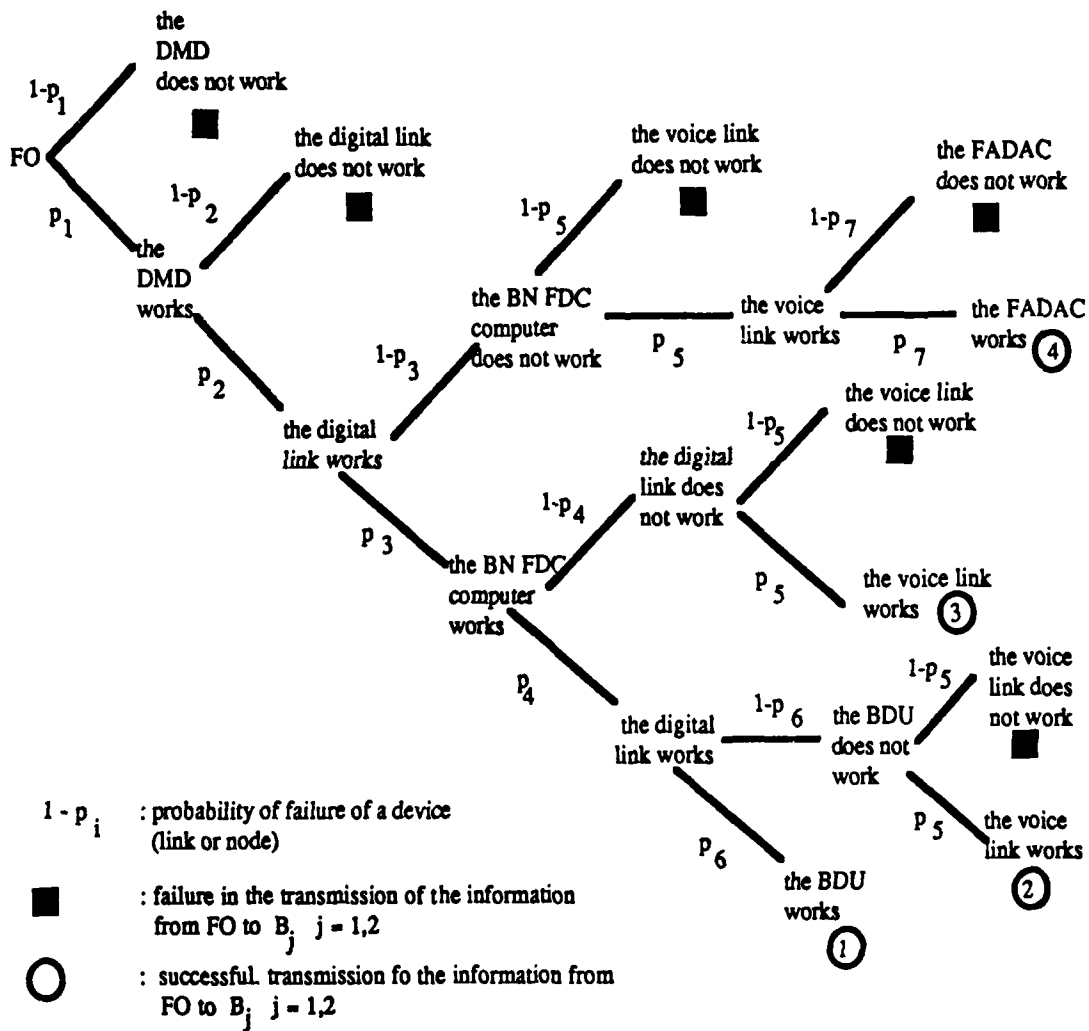 the
DMD
does not work
1-p1
FO
p1
the
DMD
works
the digital link
does not work
1-p2
p2
the digital
link works
the voice link
does not work
1-p5
the BN FDC
computer
does not work
1-p3
p5
the voice
link works
the FADAC
does not work
1-p7
p7
the FADAC
works 4
p3
the BN FDC
computer
works
1-p4
the digital
link does
not work
1-p5
the voice link
does not work
p5
the voice link
works 3
p4
the digital
link works
1-p6
the BDU
does not
work
1-p5
the voice
link does
not work
p5
the voice
link works
2
p6
the BDU
works
1
1 - pi : probability of failure of a device
(link or node)
: failure in the transmission of the information
from FO to Bj j = 1,2
: successful. transmission fo the information from
FO to Bj j = 1,2